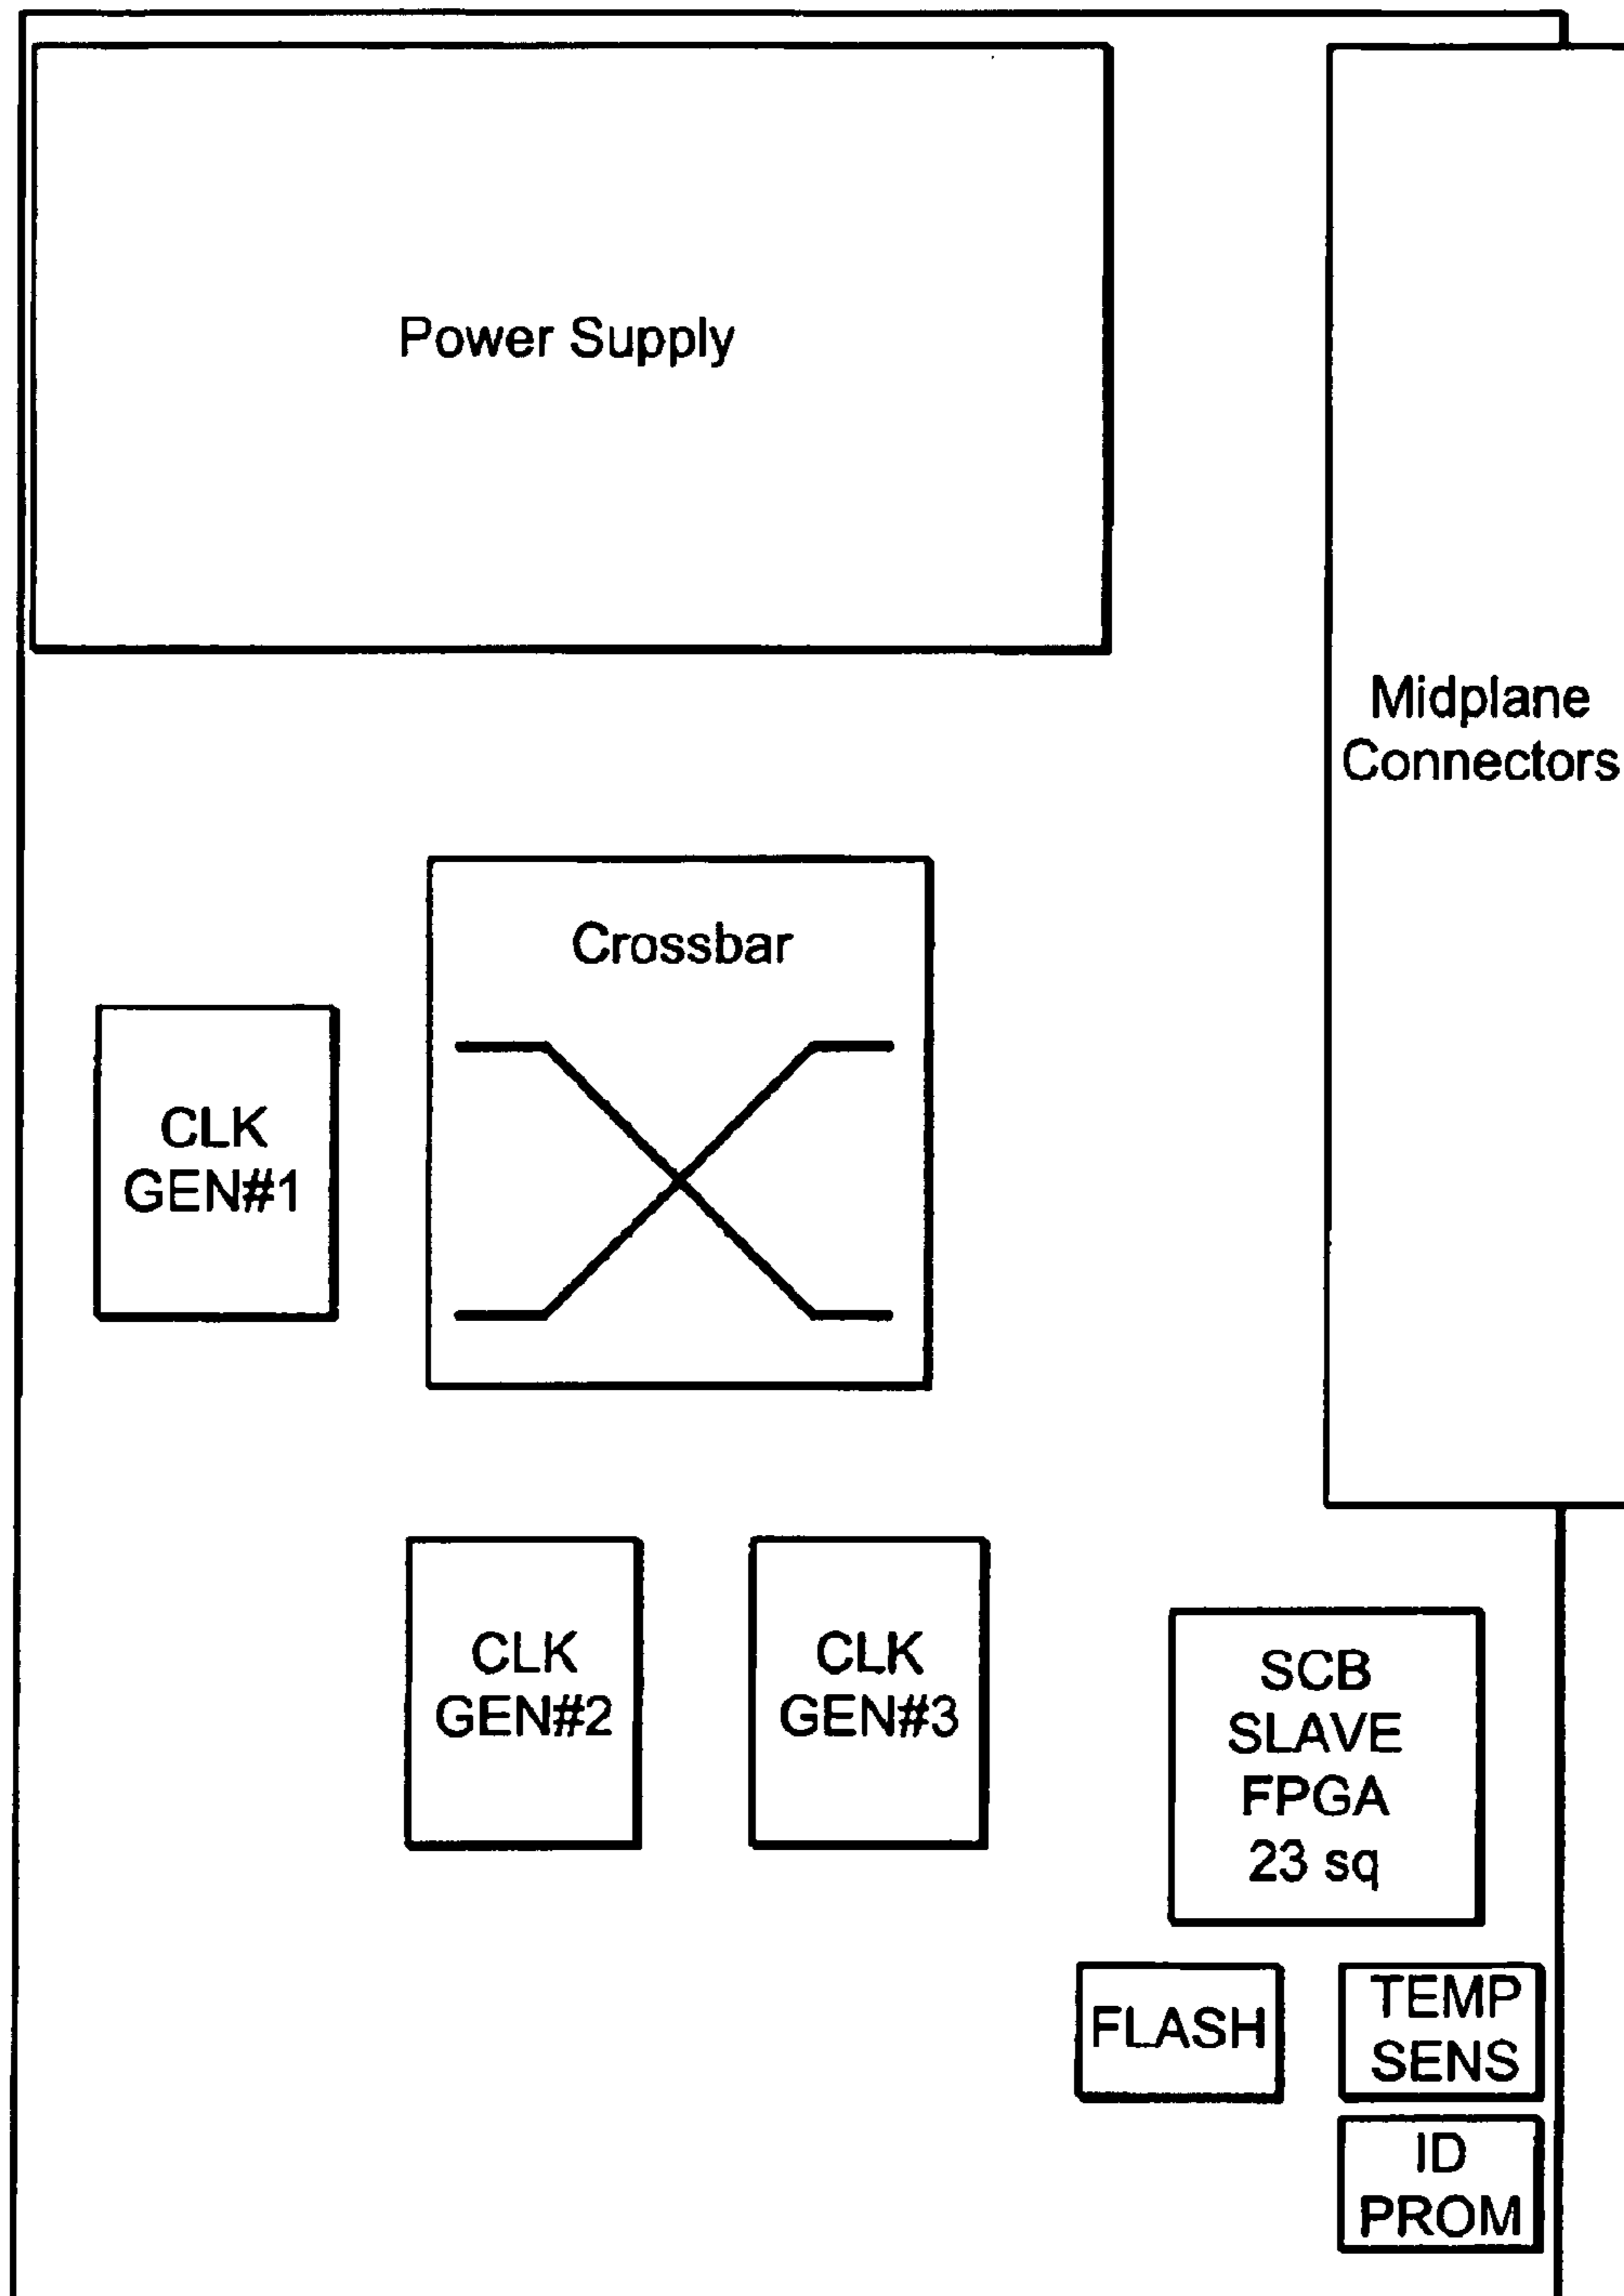 Power Supply
Midplane
Connectors
Crossbar
CLK
GEN#1
CLK
GEN#2
CLK
GEN#3
SCB
SLAVE
FPGA
23 sq
FLASH
TEMP
SENS
ID
PROM